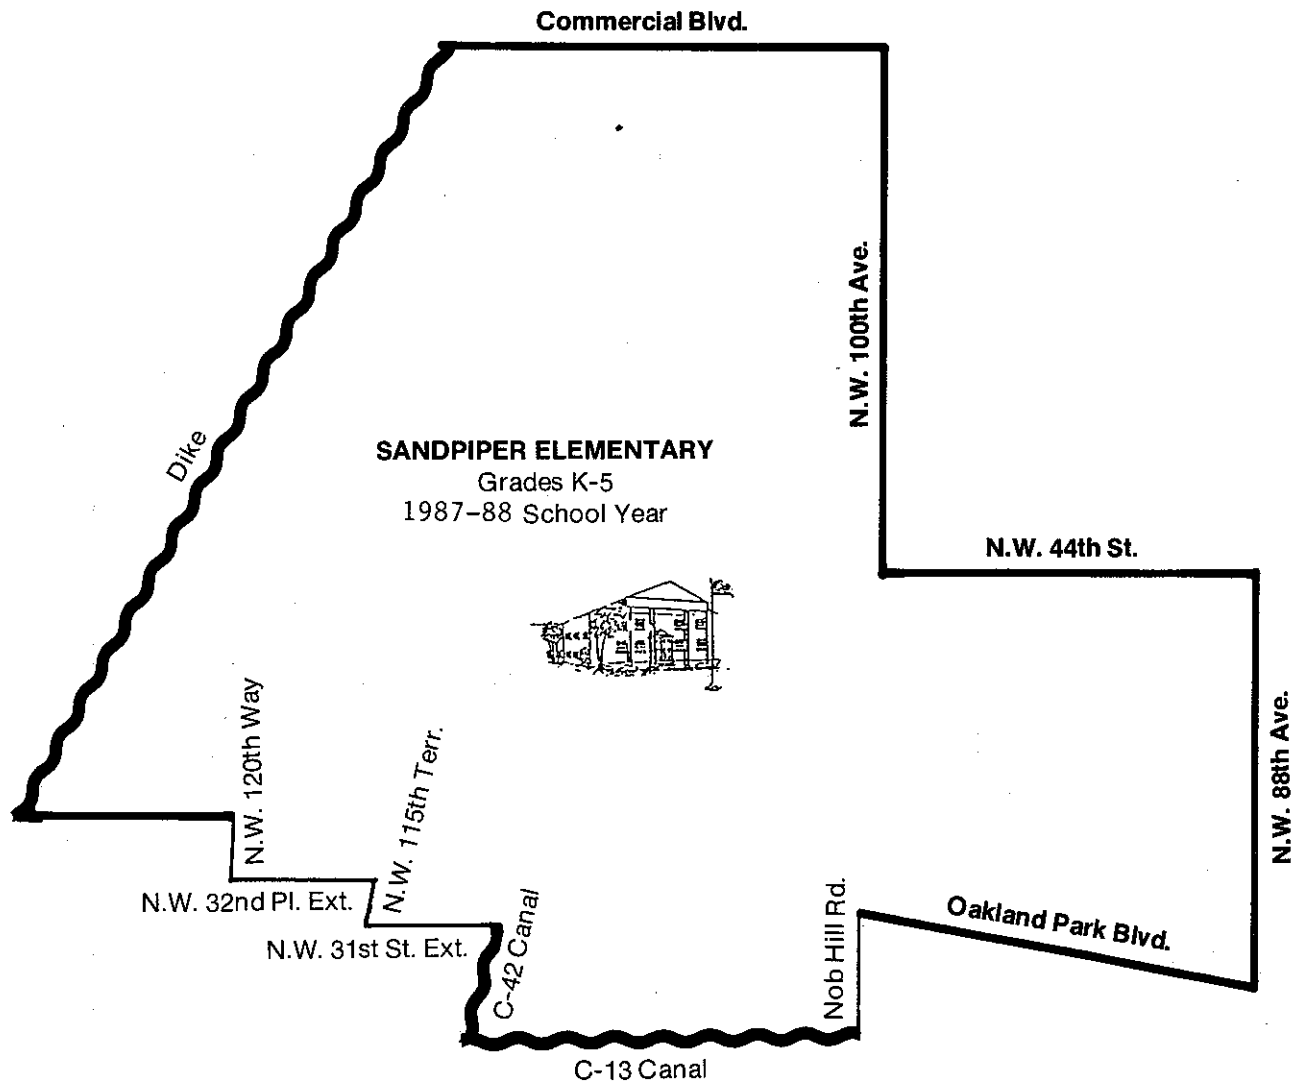 Commercial Blvd.
N.W. 100th Ave.
Dike
SANDPIPER ELEMENTARY
Grades K-5
1987-88 School Year
N.W. 44th St.
N.W. 120th Way
N.W. 115th Terr.
N.W. 88th Ave.
N.W. 32nd Pl. Ext.
N.W. 31st St. Ext.
C-42 Canal
Nob Hill Rd.
Oakland Park Blvd.
C-13 Canal